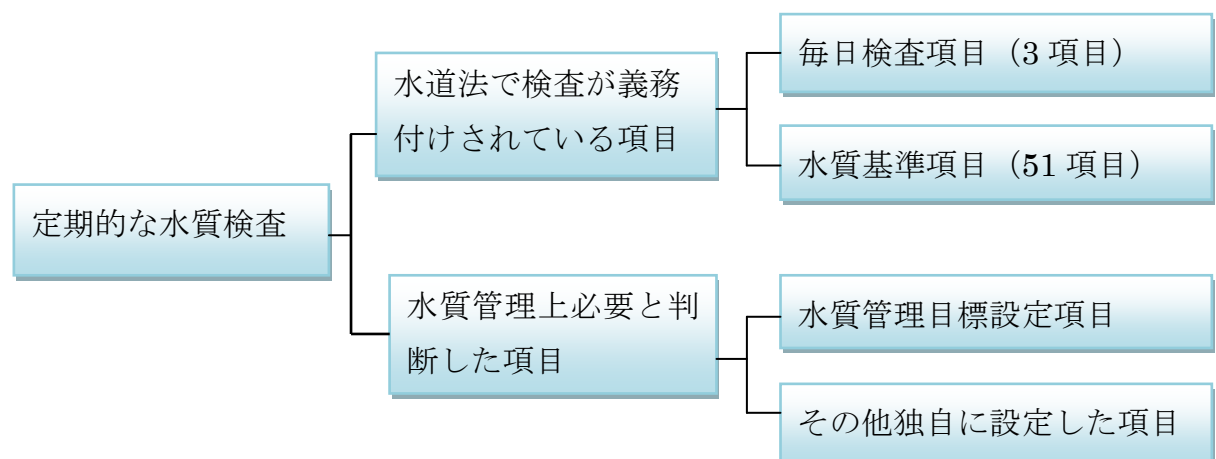 定期的な水質検査
水道法で検査が義務
付けされている項目
毎日検査項目（3 項目）
水質基準項目（51 項目）
水質管理上必要と判
断した項目
水質管理目標設定項目
その他独自に設定した項目